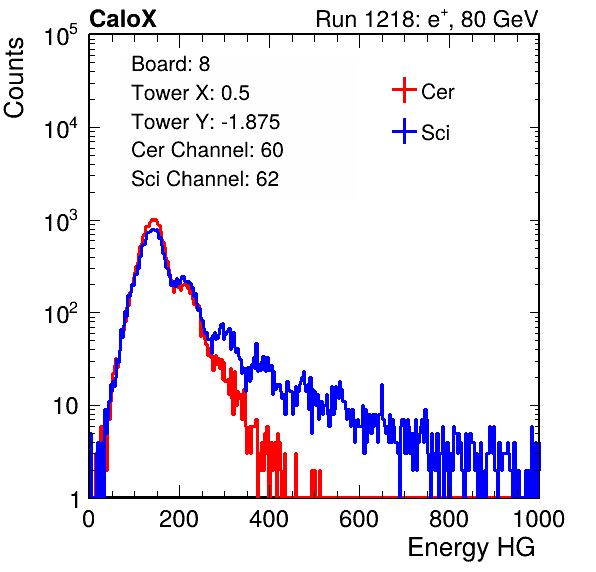 CaloX Run 1218: e⁺, 80 GeV
Counts
10⁵
10⁴
10³
10²
10
1
Board: 8
Tower X: 0.5
Tower Y: -1.875
Cer Channel: 60
Sci Channel: 62
Cer
Sci
0 200 400 600 800 1000
Energy HG